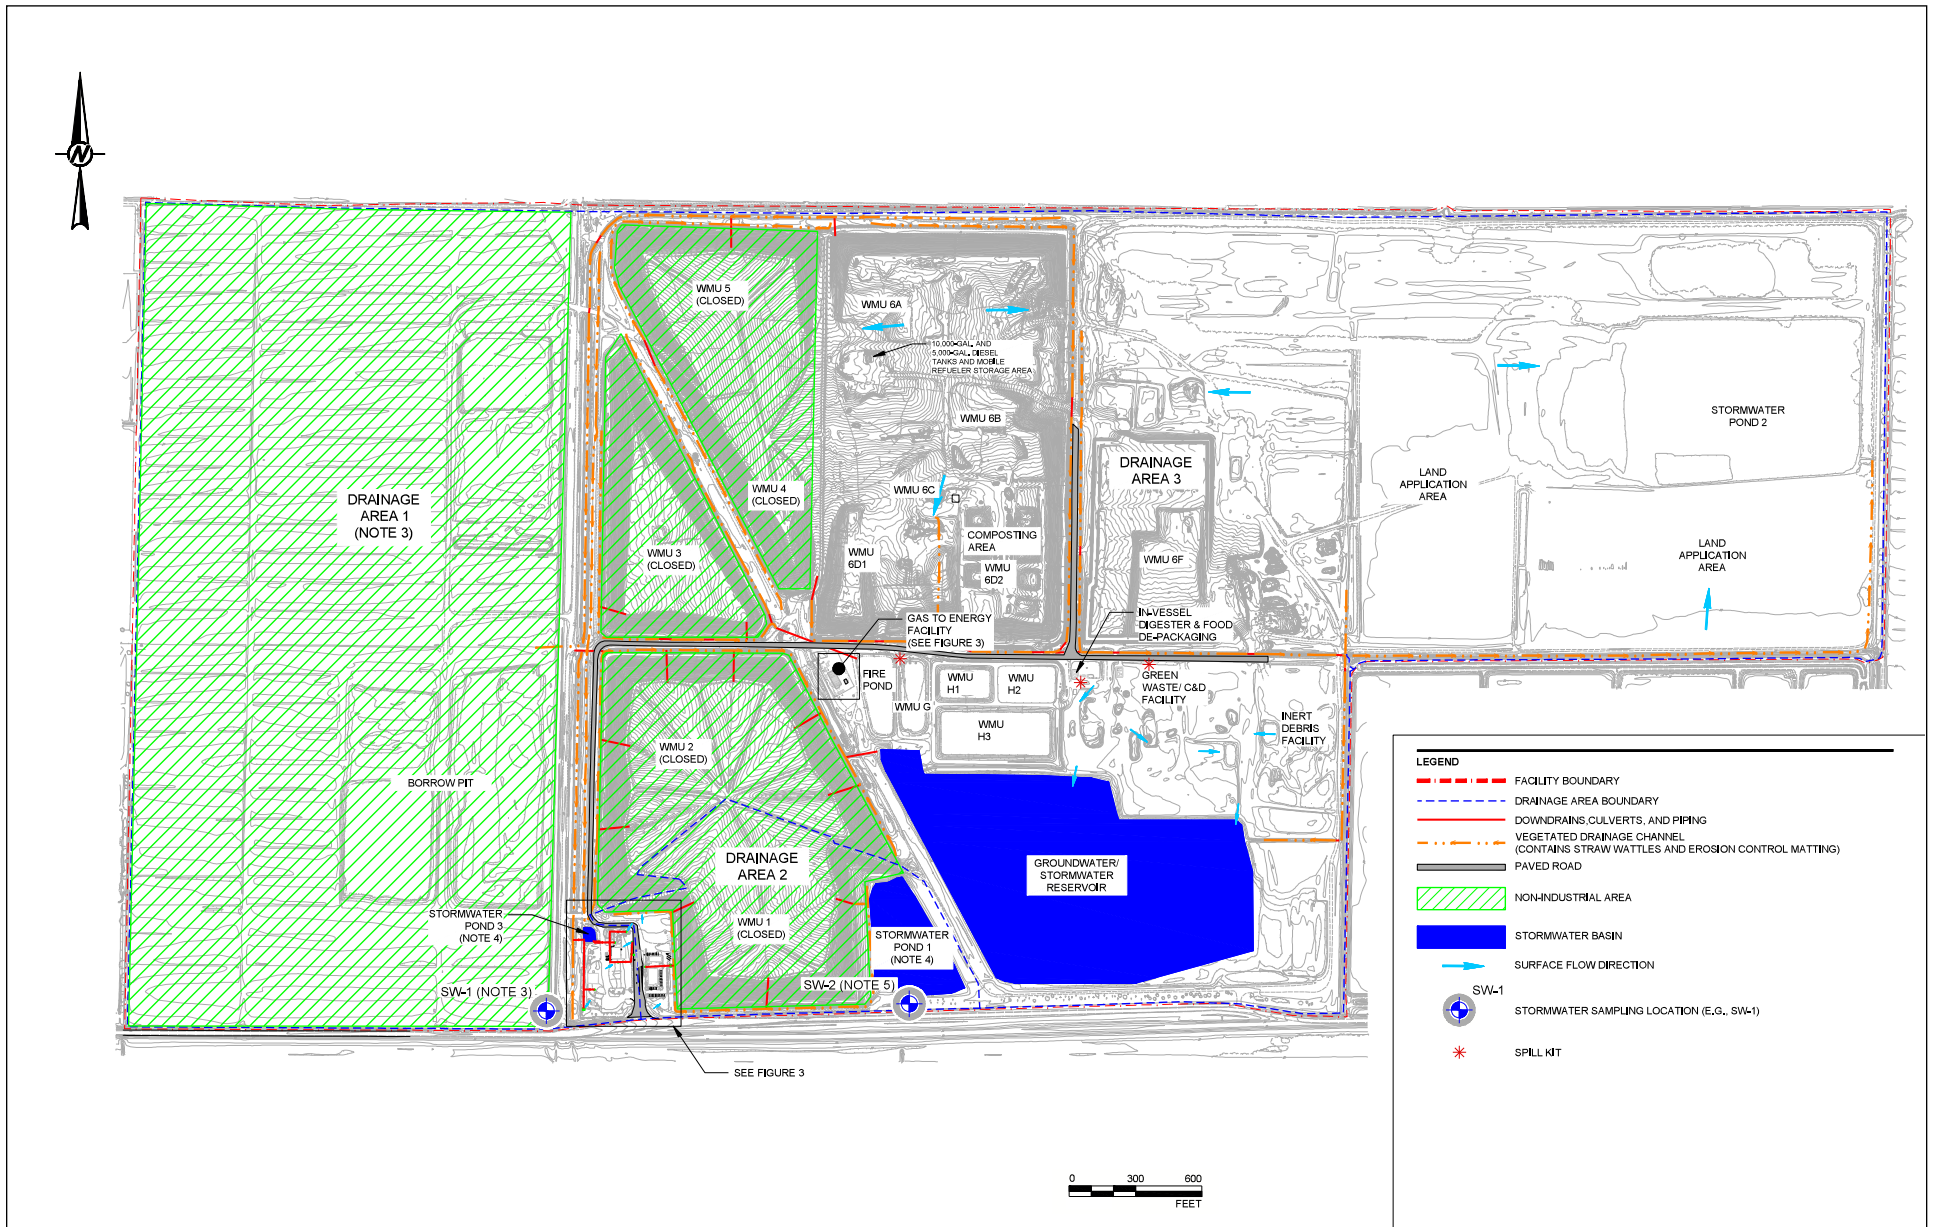 N
WMU 5
(CLOSED)
WMU 6A
10,000-GAL. AND
5,000-GAL. DIESEL
TANKS AND MOBILE
REFUELER STORAGE AREA
WMU 6B
STORMWATER
POND 2
DRAINAGE
AREA 3
LAND
APPLICATION
AREA
DRAINAGE
AREA 1
(NOTE 3)
WMU 4
(CLOSED)
WMU 6C
COMPOSTING
AREA
WMU 3
(CLOSED)
WMU
6D1
WMU
6D2
WMU 6F
LAND
APPLICATION
AREA
GAS TO ENERGY
FACILITY
(SEE FIGURE 3)
IN-VESSEL
DIGESTER & FOOD
DE-PACKAGING
FIRE
POND
WMU G
WMU
H1
WMU
H2
WMU
H3
GREEN
WASTE/ C&D
FACILITY
INERT
DEBRIS
FACILITY
WMU 2
(CLOSED)
BORROW PIT
DRAINAGE
AREA 2
GROUNDWATER/
STORMWATER
RESERVOIR
STORMWATER
POND 3
(NOTE 4)
WMU 1
(CLOSED)
STORMWATER
POND 1
(NOTE 4)
SW-1 (NOTE 3)
SW-2 (NOTE 5)
SEE FIGURE 3
LEGEND
FACILITY BOUNDARY
DRAINAGE AREA BOUNDARY
DOWNDRAINS,CULVERTS, AND PIPING
VEGETATED DRAINAGE CHANNEL
(CONTAINS STRAW WATTLES AND EROSION CONTROL MATTING)
PAVED ROAD
NON-INDUSTRIAL AREA
STORMWATER BASIN
SURFACE FLOW DIRECTION
SW-1
STORMWATER SAMPLING LOCATION (E.G., SW-1)
SPILL KIT
0 300 600
FEET